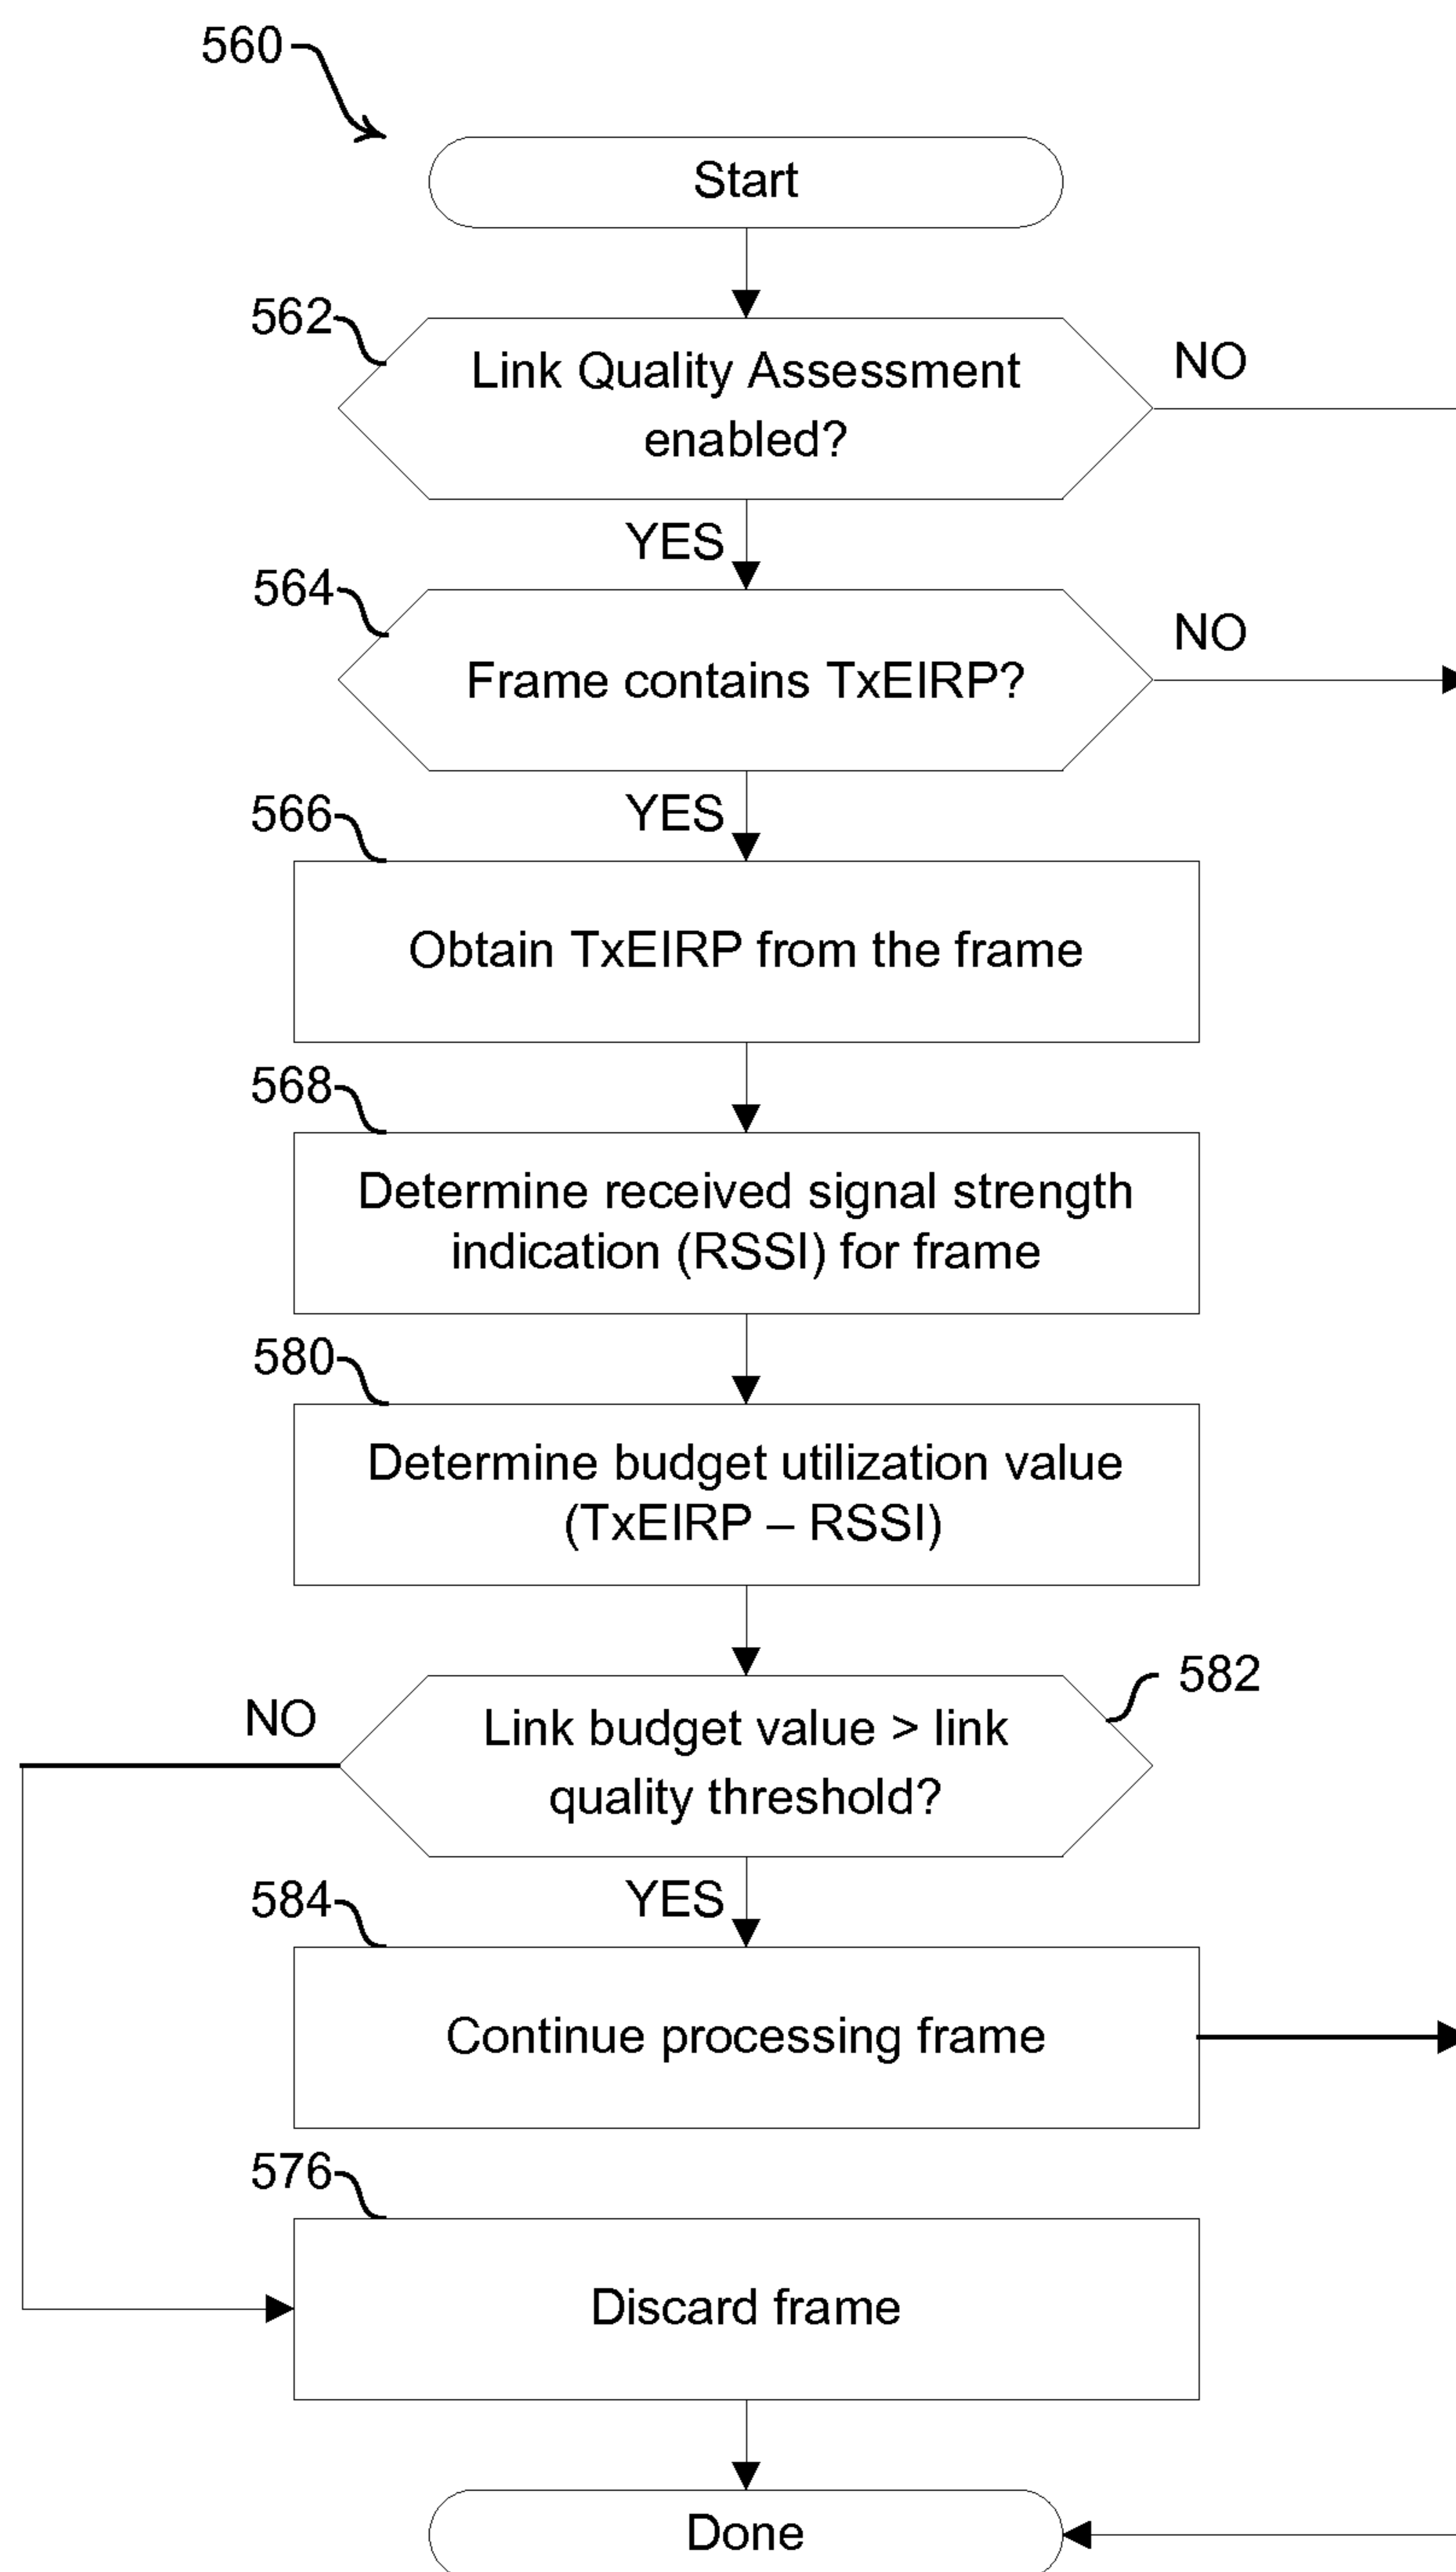 560
Start
562
Link Quality Assessment
enabled?
NO
YES
564
Frame contains TxEIRP?
NO
YES
566
Obtain TxEIRP from the frame
568
Determine received signal strength
indication (RSSI) for frame
580
Determine budget utilization value
(TxEIRP – RSSI)
582
NO
Link budget value > link
quality threshold?
YES
584
Continue processing frame
576
Discard frame
Done